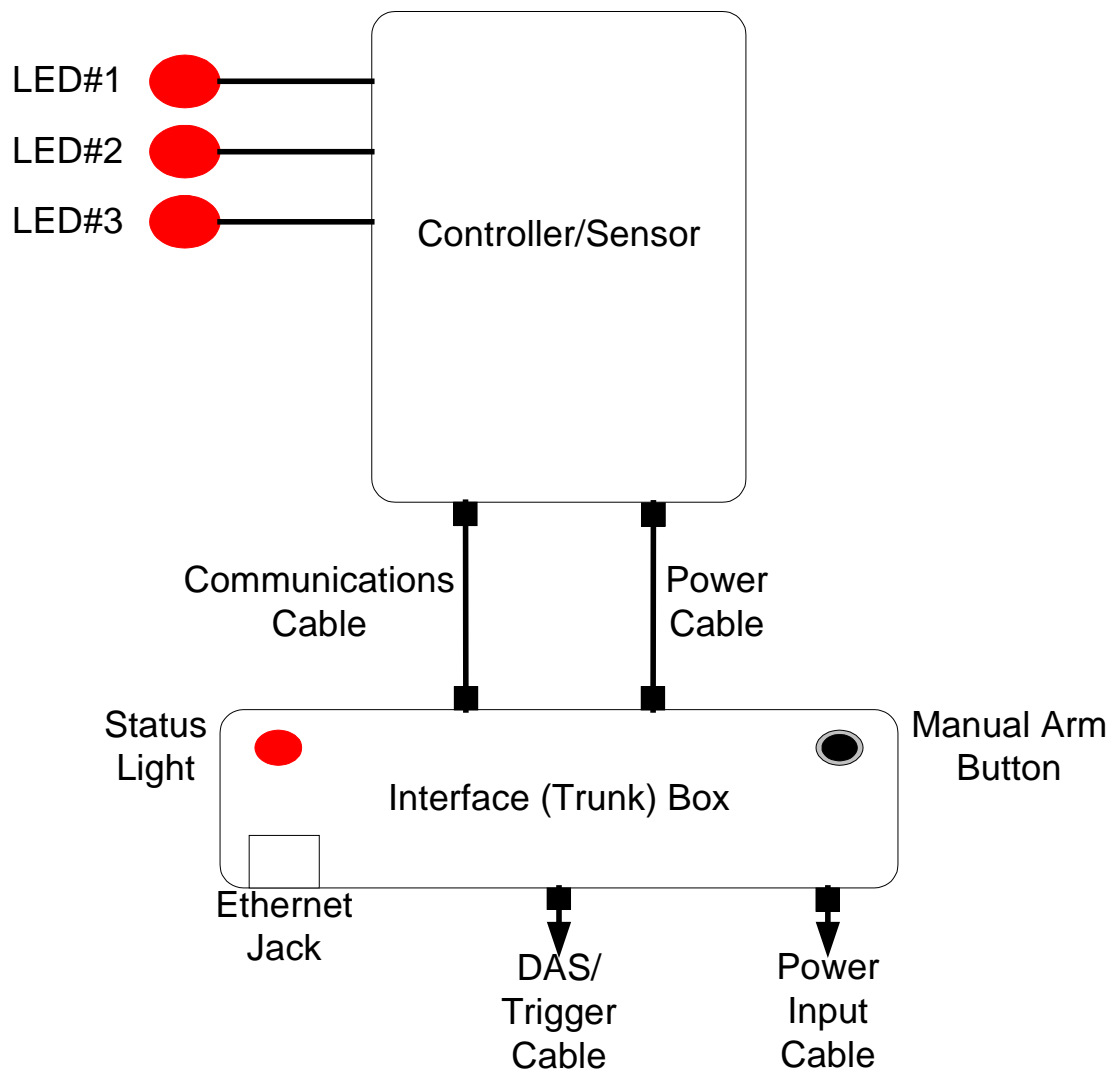 LED#1
LED#2
LED#3
Controller/Sensor
Communications
Cable
Power
Cable
Status
Light
Manual Arm
Button
Interface (Trunk) Box
Ethernet
Jack
DAS/
Trigger
Cable
Power
Input
Cable